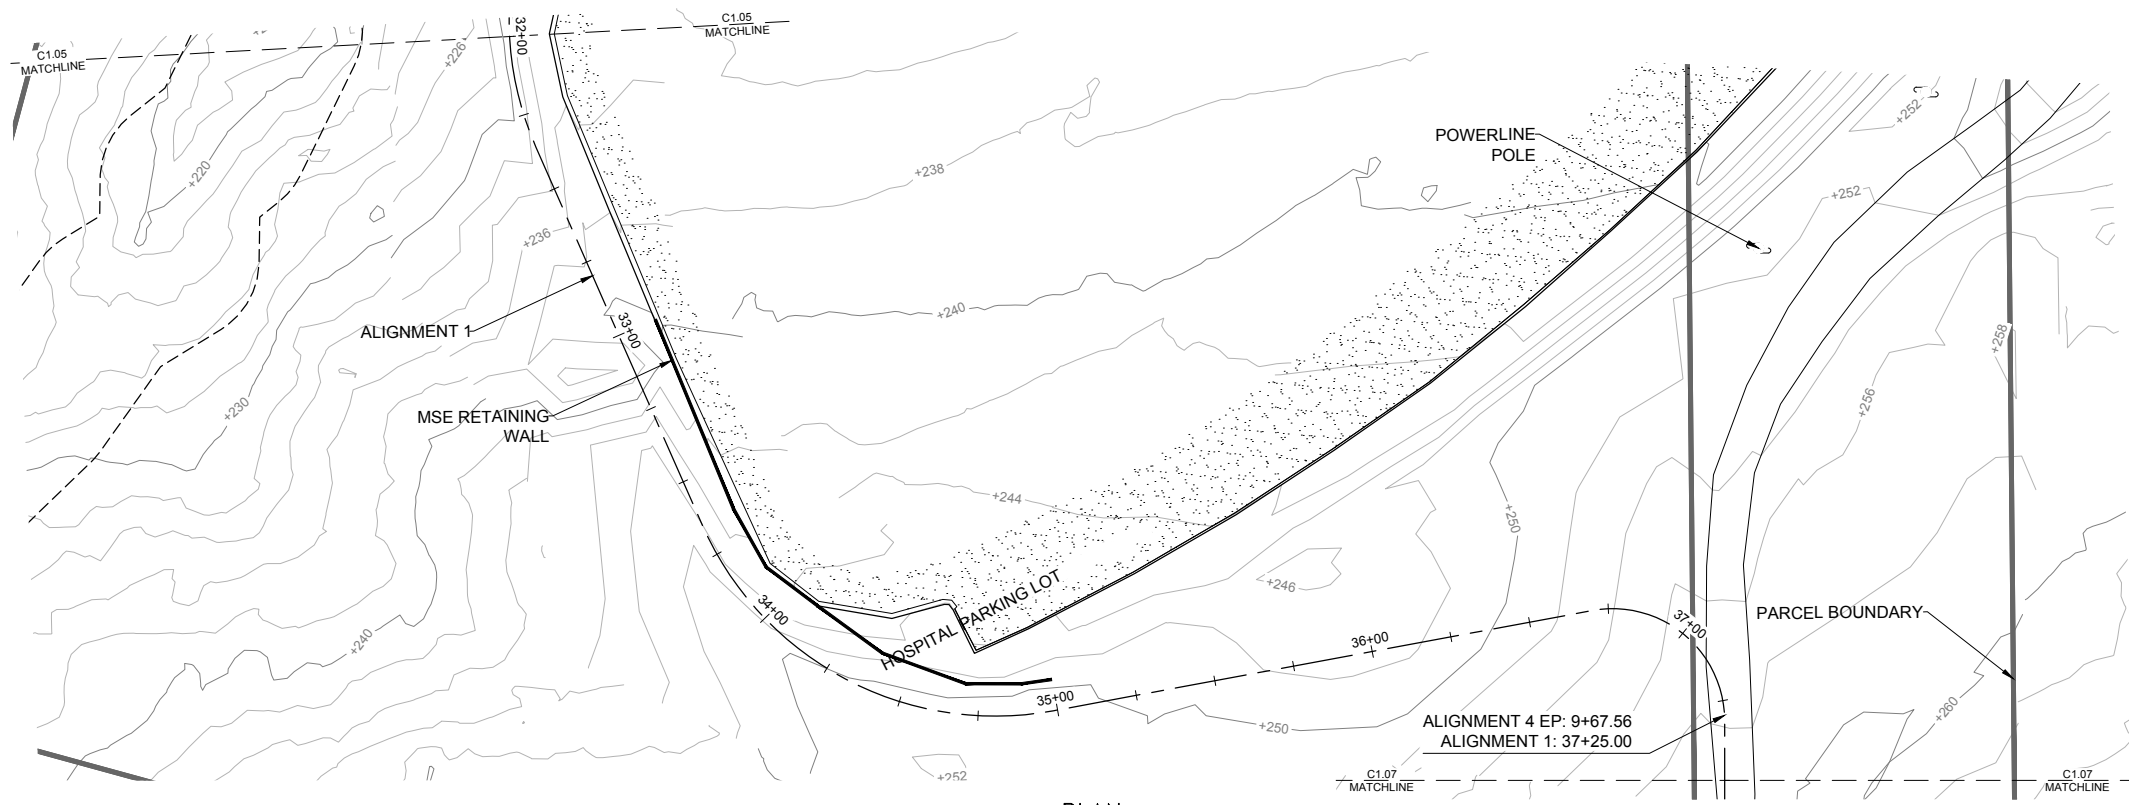 C1.05
MATCHLINE
32+00
C1.05
MATCHLINE
+226
+220
+238
POWERLINE
POLE
+252
+252
+236
ALIGNMENT 1
33+00
+240
+258
+230
MSE RETAINING
WALL
+256
+244
+250
HOSPITAL PARKING LOT
+246
34+00
+240
36+00
37+00
PARCEL BOUNDARY
35+00
+250
ALIGNMENT 4 EP: 9+67.56
ALIGNMENT 1: 37+25.00
+260
+252
C1.07
MATCHLINE
C1.07
MATCHLINE